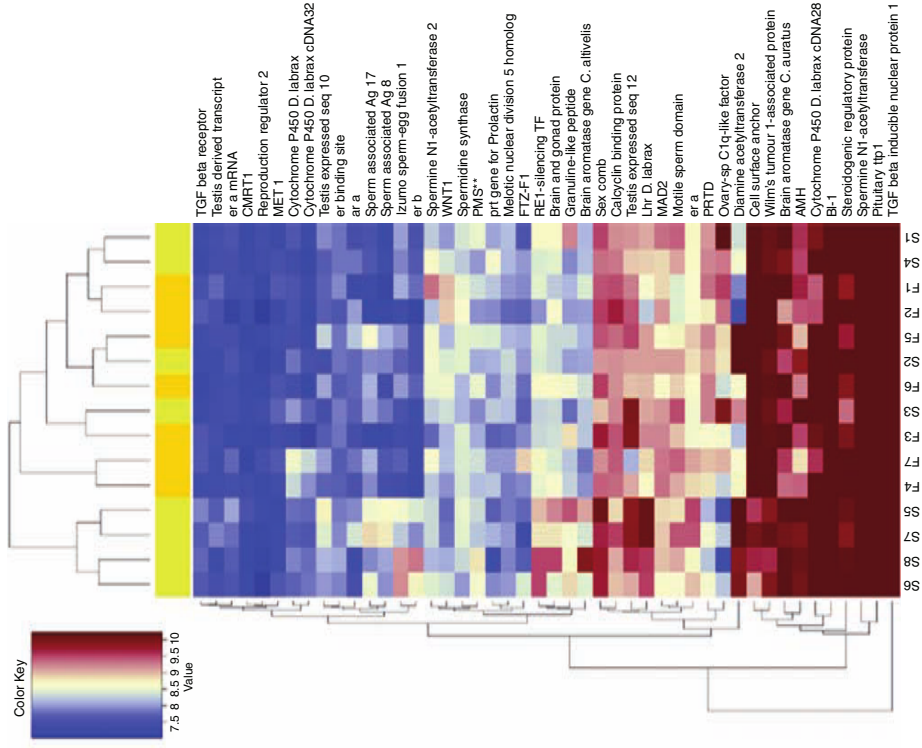 TGF beta receptor
Testis derived transcript
er a mRNA
CMRT1
Reproduction regulator 2
MET 1
Cytochrome P450 D. labrax
Cytochrome P450 D. labrax cDNA32
Testis expressed seq 10
er binding site
ar a
Sperm associated Ag 17
Sperm associated Ag 8
Izumo sperm-egg fusion 1
er b
Spermine N1-acetyltransferase 2
WNT1
Spermidine synthase
PMS**
prt gene for Prolactin
Meiotic nuclear division 5 homolog
FTZ-F1
RE1-silencing TF
Brain and gonad protein
Granuline-like peptide
Brain aromatase gene C. altivelis
Sex comb
Calcyclin binding protein
Testis expressed seq 12
Lhr D. labrax
MAD2
Motile sperm domain
er a
PRTD
Ovary-sp C1q-like factor
Diamine acetyltransferase 2
Cell surface anchor
Wilm's tumour 1-associated protein
Brain aromatase gene C. auratus
AMH
Cytochrome P450 D. labrax cDNA28
BI-1
Steroidogenic regulatory protein
Spermine N1-acetyltransferase
Pituitary ttp1
TGF beta inducible nuclear protein 1
S1
S4
F1
F2
F5
S2
F6
S3
F3
F7
F4
S5
S7
S8
S6
Color Key
7.5 8 8.5 9 9.5 10
Value